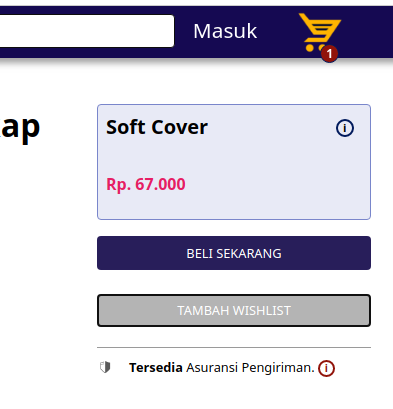 Masuk
1
ap
Soft Cover
i
Rp. 67.000
BELI SEKARANG
TAMBAH WISHLIST
Tersedia Asuransi Pengiriman. i